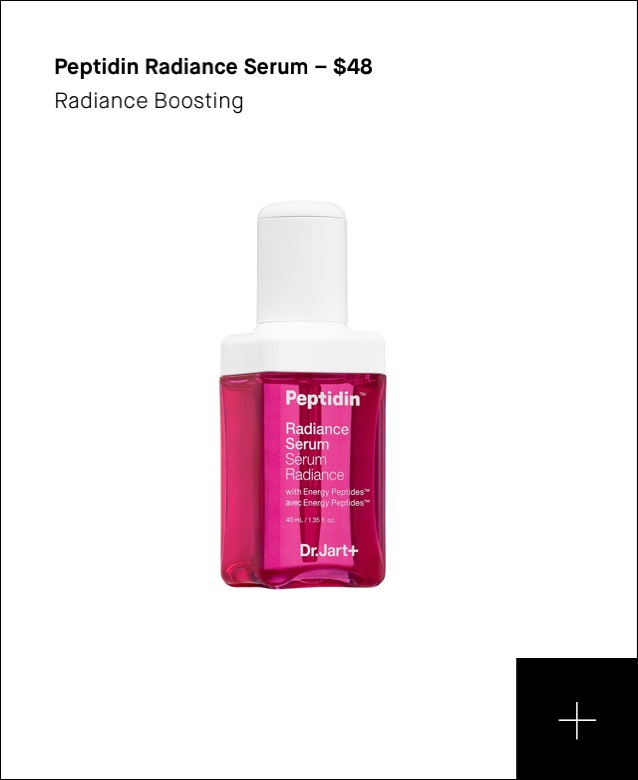 Peptidin Radiance Serum – $48
Radiance Boosting
Peptidin™
Radiance
Serum
Sérum
Radiance
with Energy Peptides™
avec Energy Peptides™
40 mL / 1.35 fl. oz.
Dr.Jart+